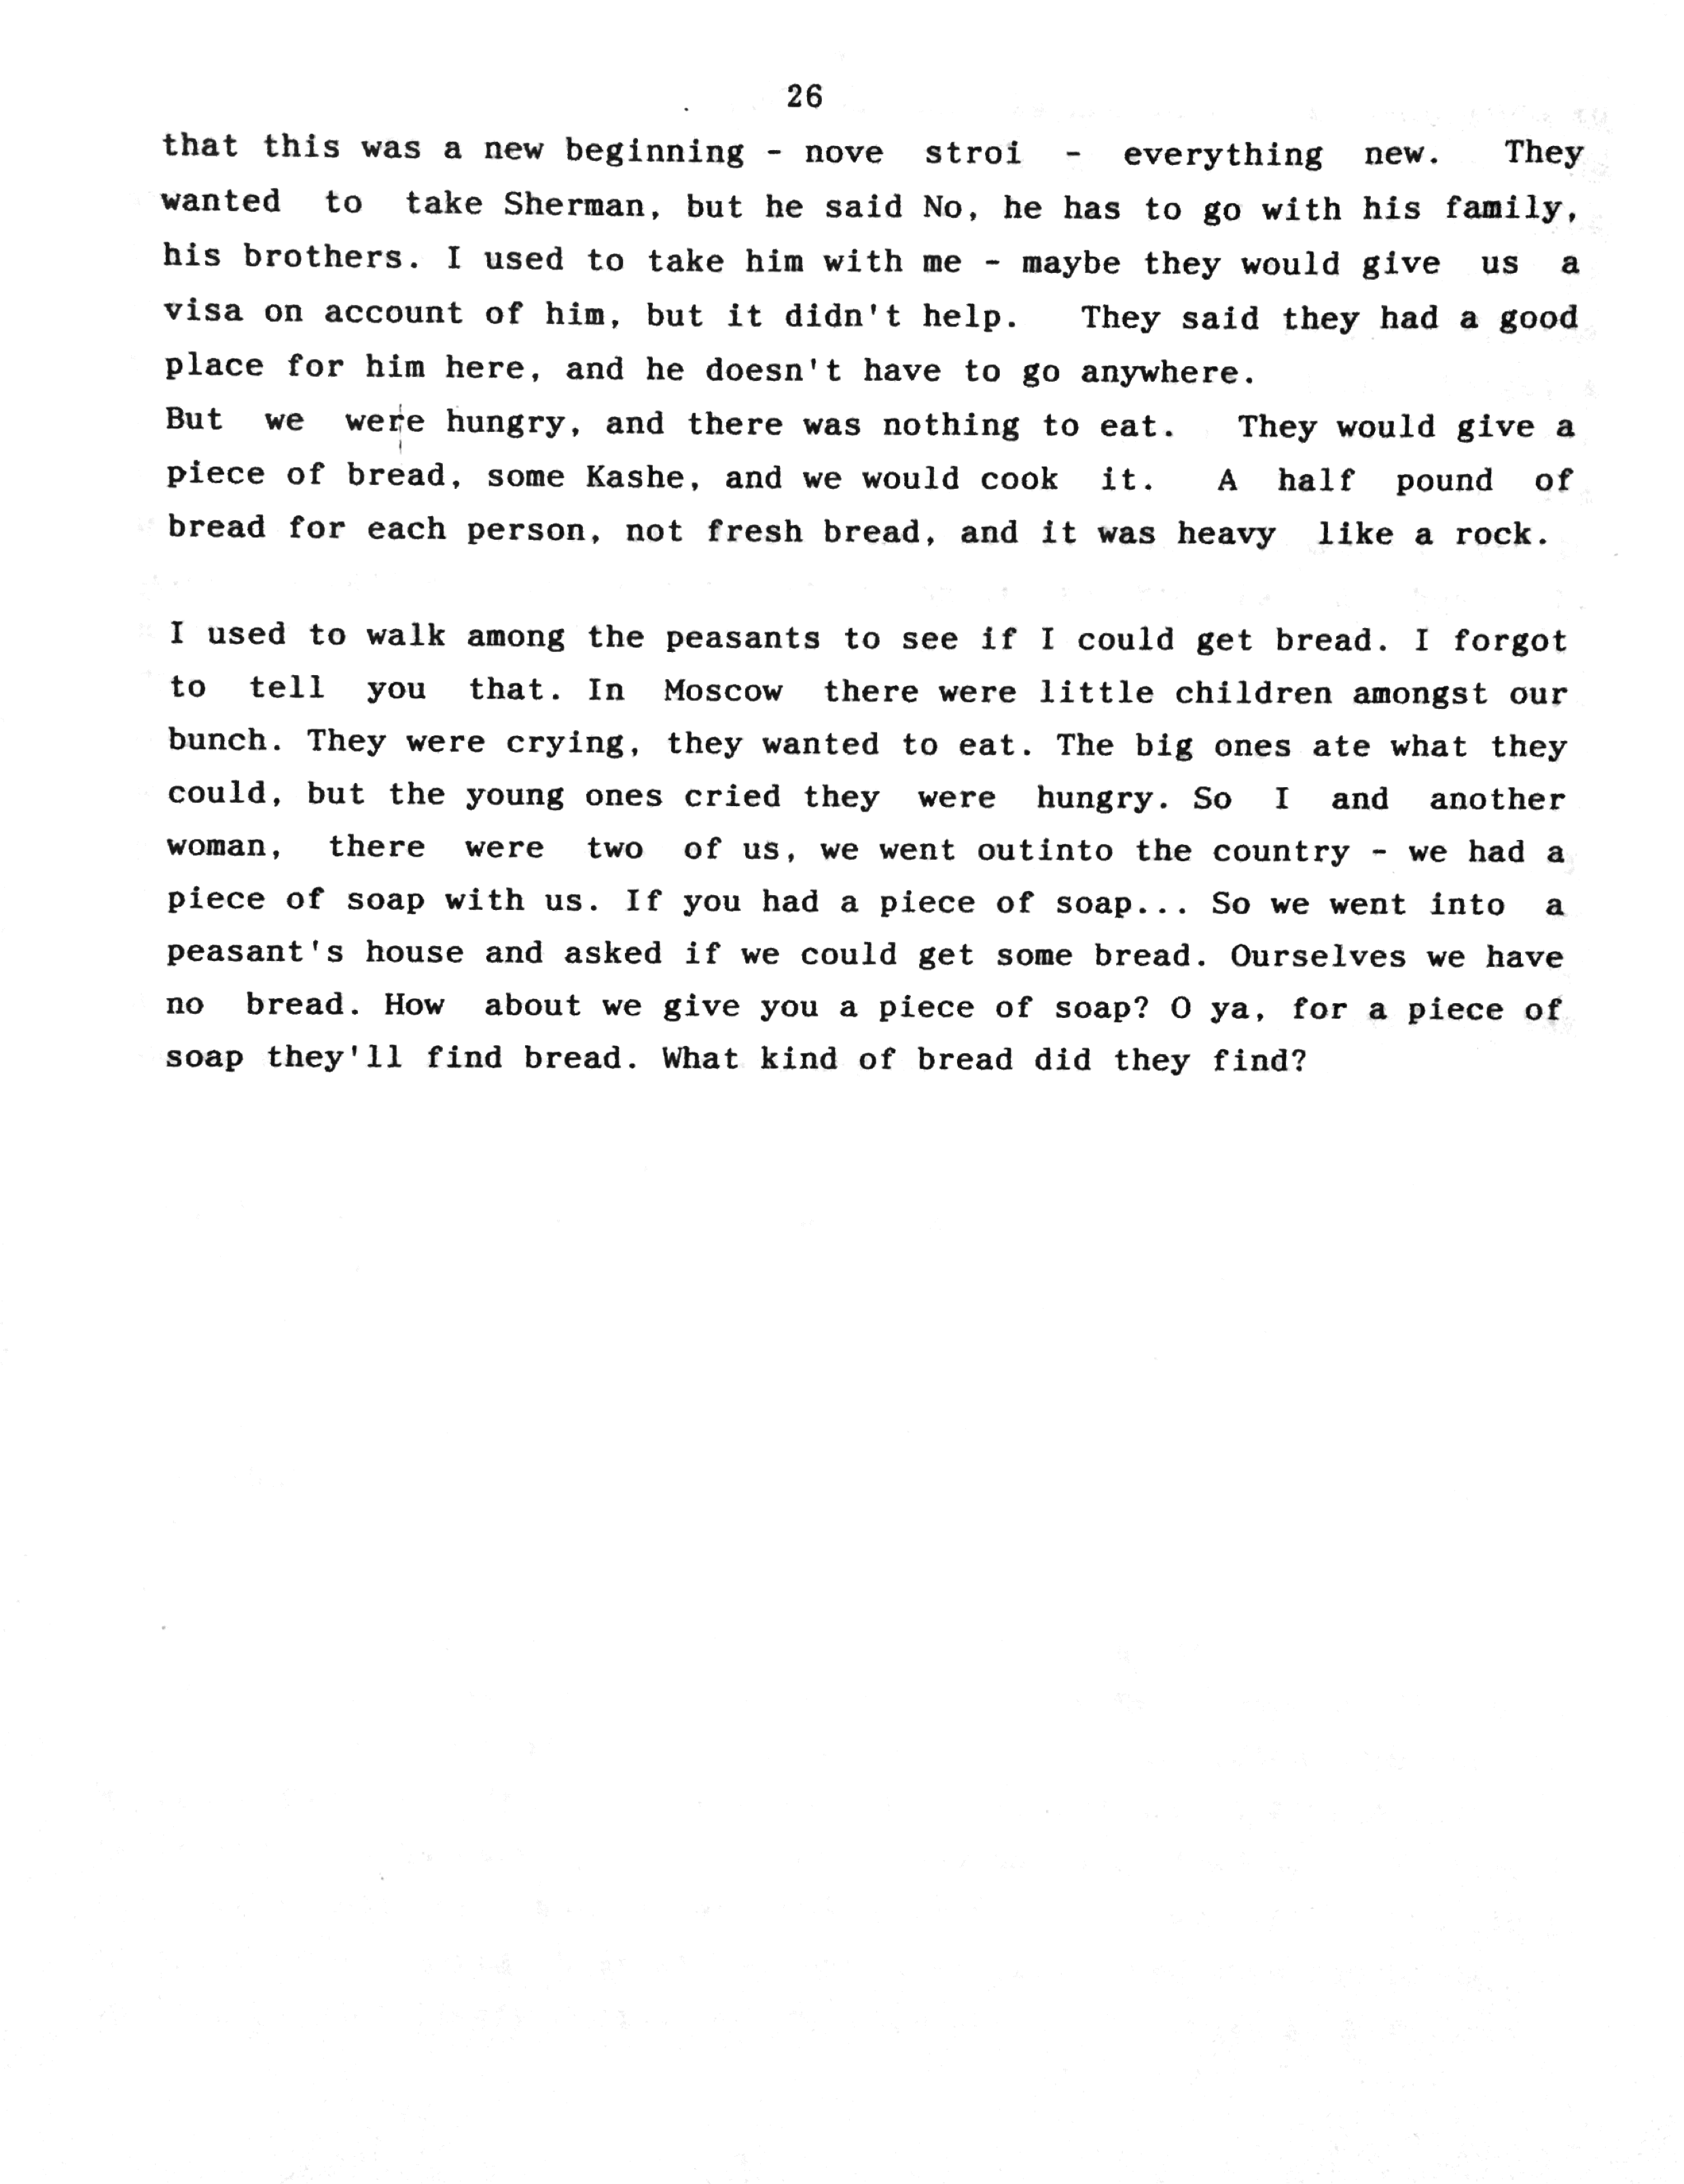 26
that this was a new beginning - nove stroi - everything new. They
wanted to take Sherman, but he said No, he has to go with his family,
his brothers. I used to take him with me - maybe they would give us a
visa on account of him, but it didn't help. They said they had a good
place for him here, and he doesn't have to go anywhere.
But we were hungry, and there was nothing to eat. They would give a
piece of bread, some Kashe, and we would cook it. A half pound of
bread for each person, not fresh bread, and it was heavy like a rock.
I used to walk among the peasants to see if I could get bread. I forgot
to tell you that. In Moscow there were little children amongst our
bunch. They were crying, they wanted to eat. The big ones ate what they
could, but the young ones cried they were hungry. So I and another
woman, there were two of us, we went outinto the country - we had a
piece of soap with us. If you had a piece of soap... So we went into a
peasant's house and asked if we could get some bread. Ourselves we have
no bread. How about we give you a piece of soap? O ya, for a piece of
soap they'll find bread. What kind of bread did they find?